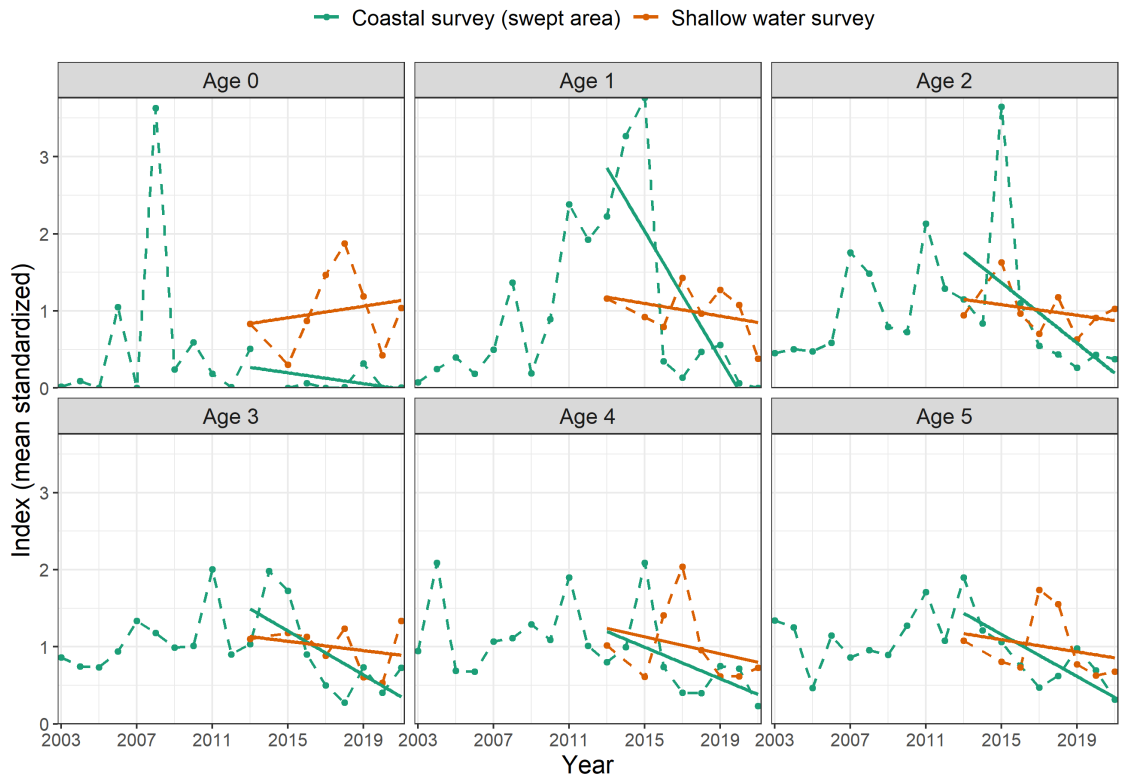 Coastal survey (swept area) Shallow water survey
Age 0 Age 1 Age 2
3
2
1
0
Age 3 Age 4 Age 5
3
2
1
0
2003 2007 2011 2015 2019 2003 2007 2011 2015 2019 2003 2007 2011 2015 2019
Year
Index (mean standardized)